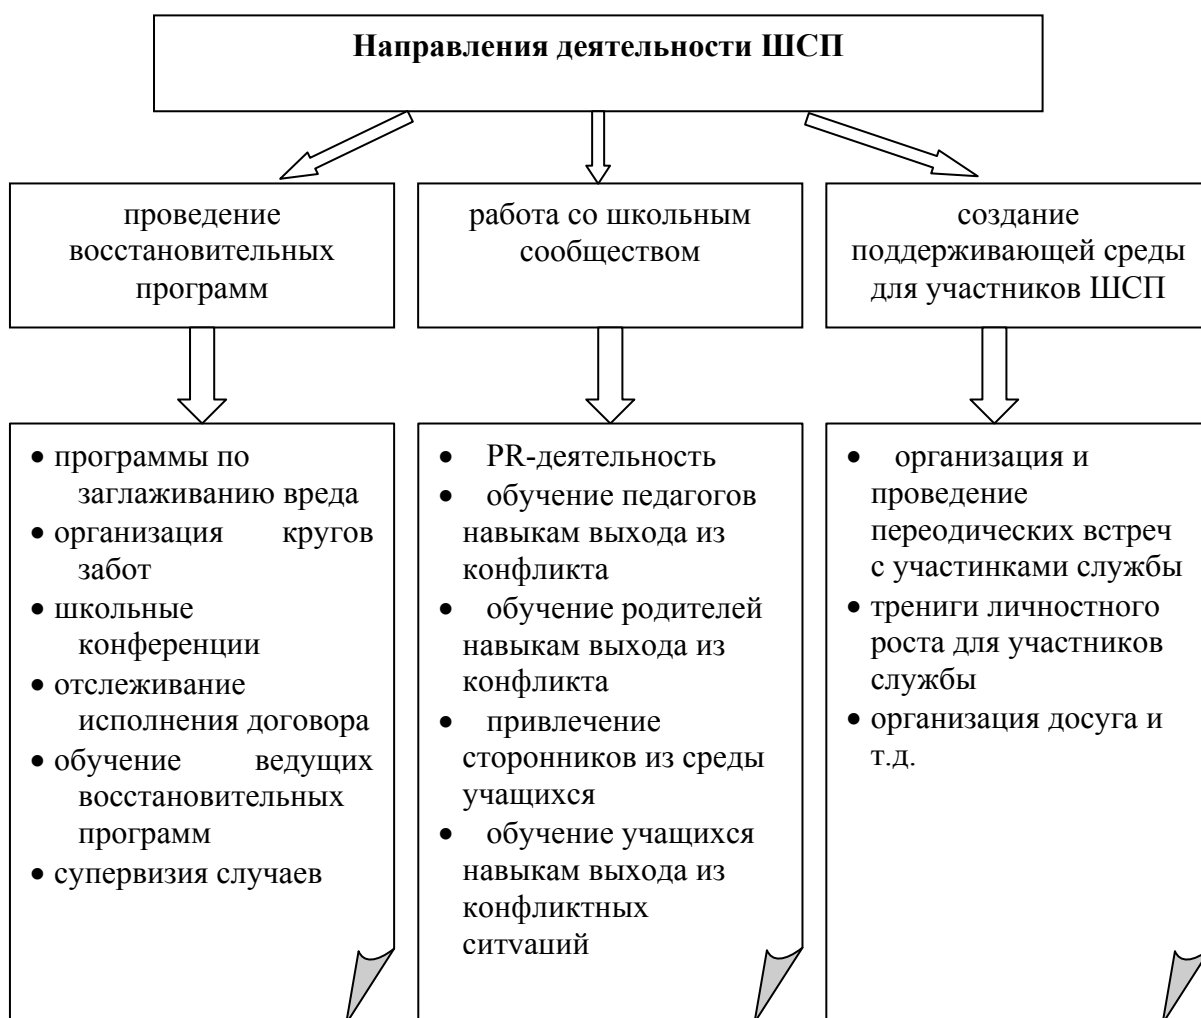 Направления деятельности ШСП
проведение
восстановительных
программ
работа со школьным
сообществом
создание
поддерживающей среды
для участников ШСП
• программы по
заглаживанию вреда
• организация кругов
забот
• школьные
конференции
• отслеживание
исполнения договора
• обучение ведущих
восстановительных
программ
• супервизия случаев
• PR-деятельность
• обучение педагогов
навыкам выхода из
конфликта
• обучение родителей
навыкам выхода из
конфликта
• привлечение
сторонников из среды
учащихся
• обучение учащихся
навыкам выхода из
конфликтных
ситуаций
• организация и
проведение
переодических встреч
с участинками службы
• трениги личностного
роста для участников
службы
• организация досуга и
т.д.